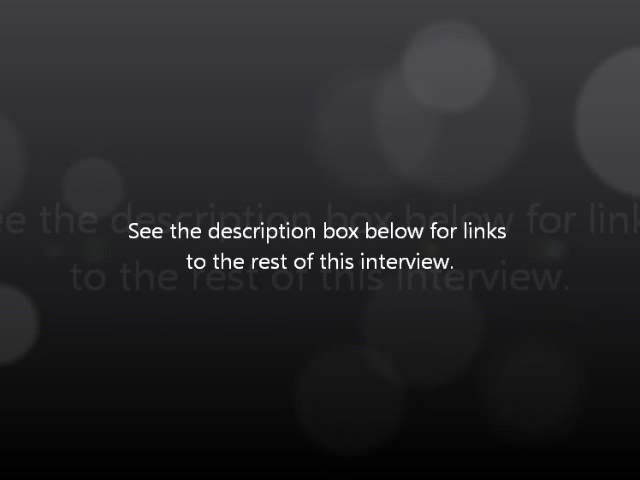 See the description box below for links
to the rest of this interview.